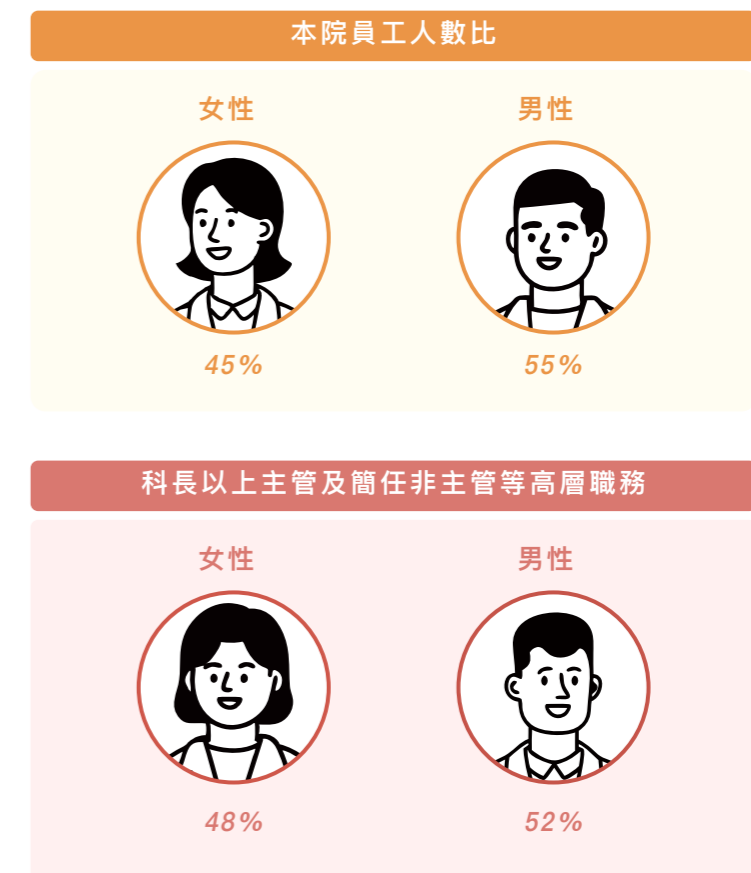 本院員工人數比
女性 男性
45% 55%
科長以上主管及簡任非主管等高層職務
女性 男性
48% 52%